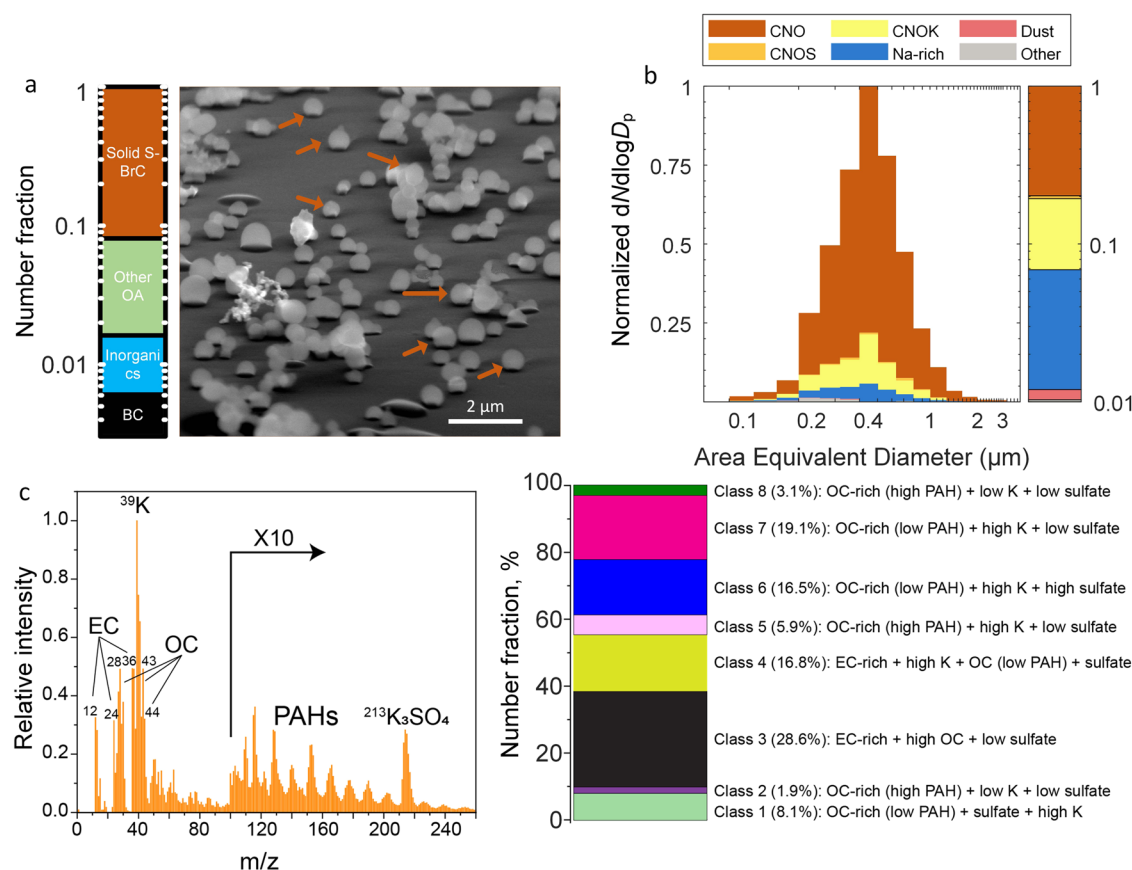 CNO
CNOK
Dust
CNOS
Na-rich
Other
a
b
1
0.1
0.01
Number fraction
Solid S-
BrC
Other
OA
Inorgani
cs
BC
2 μm
1
0.75
0.5
0.25
Normalized dNdlogDp
0.1
0.2
0.4
1
2
3
Area Equivalent Diameter (μm)
1
0.1
0.01
c
1.0
0.8
0.6
0.4
0.2
0.0
Relative intensity
³⁹K
X10
EC
OC
28
36
43
12
24
44
PAHs
²¹³K₃SO₄
0
40
80
120
160
200
240
m/z
100
80
60
40
20
0
Number fraction, %
Class 8 (3.1%): OC-rich (high PAH) + low K + low sulfate
Class 7 (19.1%): OC-rich (low PAH) + high K + low sulfate
Class 6 (16.5%): OC-rich (low PAH) + high K + high sulfate
Class 5 (5.9%): OC-rich (high PAH) + high K + low sulfate
Class 4 (16.8%): EC-rich + high K + OC (low PAH) + sulfate
Class 3 (28.6%): EC-rich + high OC + low sulfate
Class 2 (1.9%): OC-rich (high PAH) + low K + low sulfate
Class 1 (8.1%): OC-rich (low PAH) + sulfate + high K